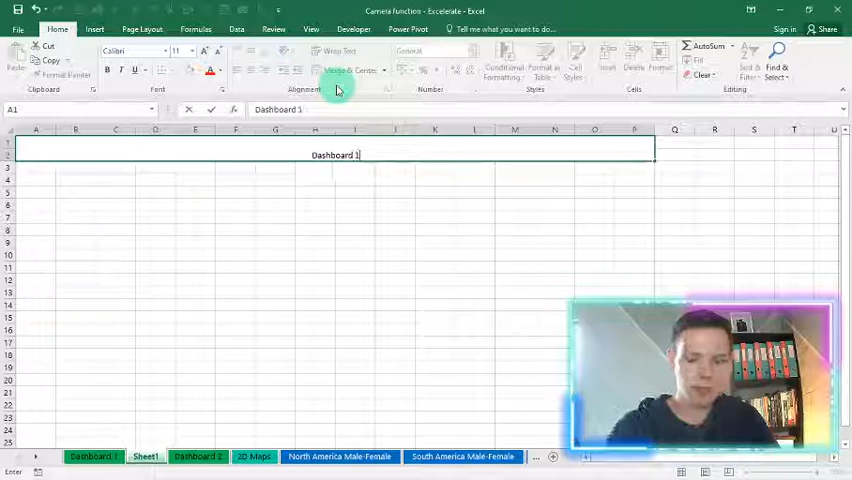 Camera function - Excelerate - Excel
Sign in Share
File Home Insert Page Layout Formulas Data Review View Developer Power Pivot Tell me what you want to do...
Cut
Copy
Format Painter
Paste
Clipboard
Calibri 11
B I U
Font
Wrap Text
Merge & Center
Alignment
General
Number
Conditional Formatting Format as Table Cell Styles
Styles
Insert Delete Format
Cells
AutoSum
Fill
Clear
Find & Select
Editing
A1 fx Dashboard 1
A B C D E F G H I J K L M N O P Q R S T U
1
2 Dashboard 1
3
4
5
6
7
8
9
10
11
12
13
14
15
16
17
18
19
20
21
22
23
24
25
Dashboard 1 Sheet1 Dashboard 2 2D Maps North America Male-Female South America Male-Female ...
Enter